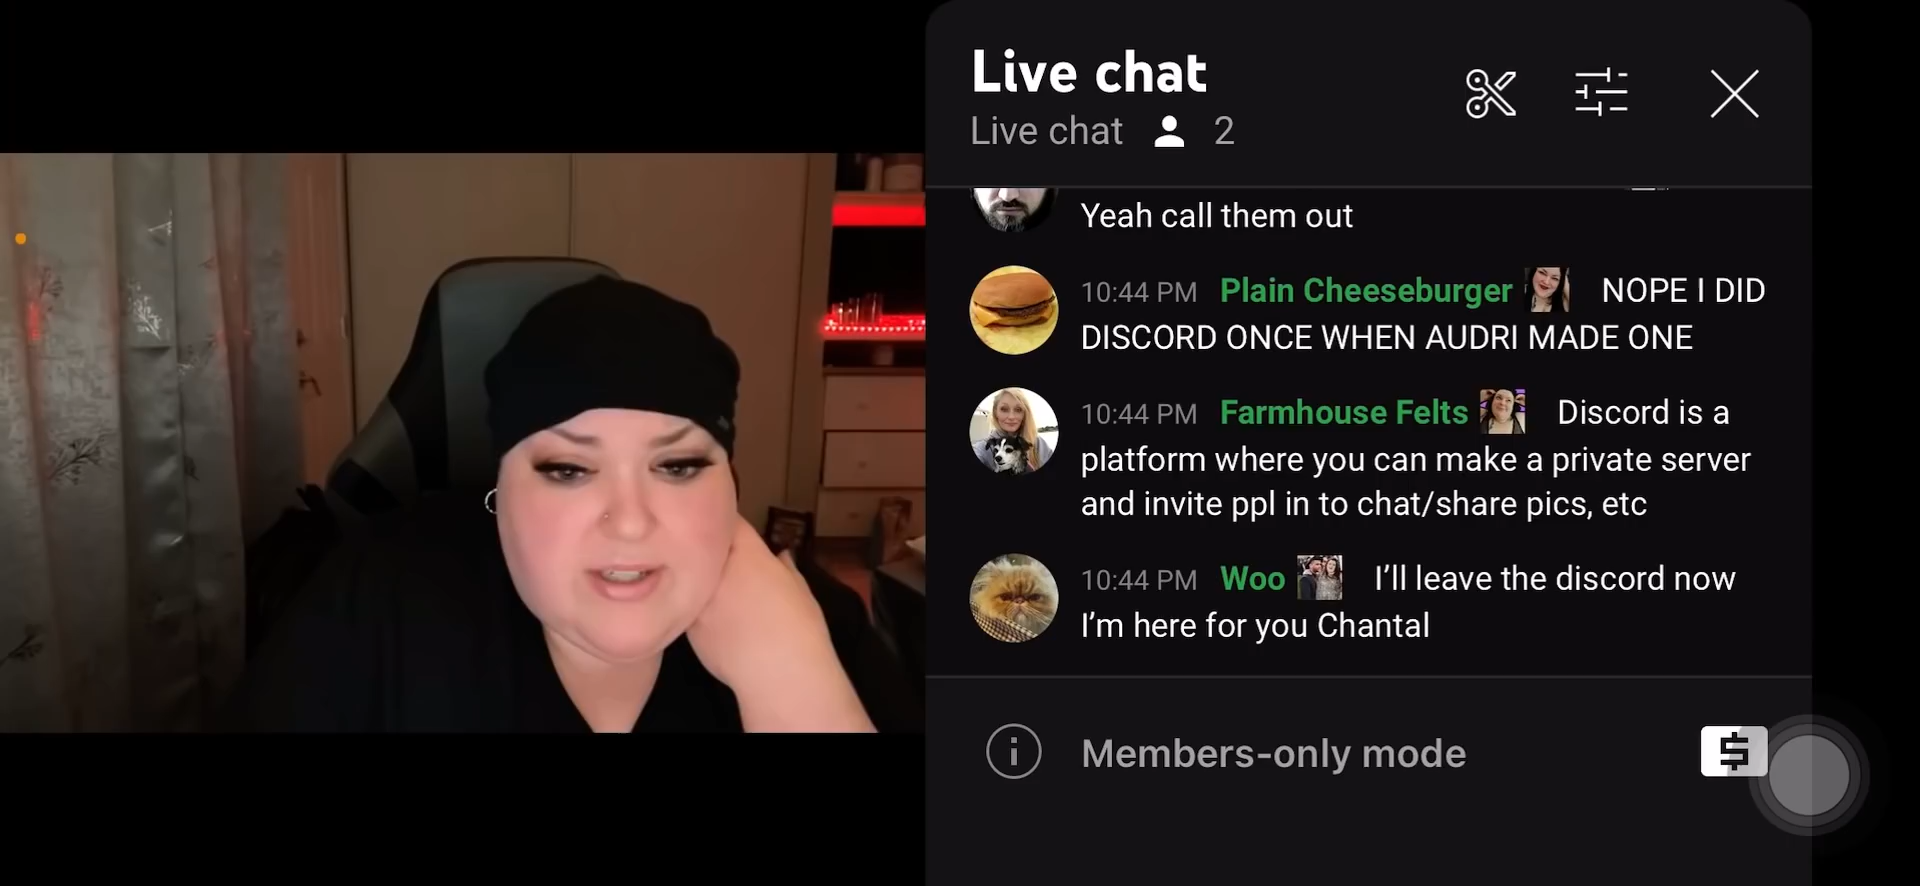 Live chat
Live chat 2
Yeah call them out
10:44 PM Plain Cheeseburger NOPE I DID
DISCORD ONCE WHEN AUDRI MADE ONE
10:44 PM Farmhouse Felts Discord is a
platform where you can make a private server
and invite ppl in to chat/share pics, etc
10:44 PM Woo I’ll leave the discord now
I’m here for you Chantal
Members-only mode